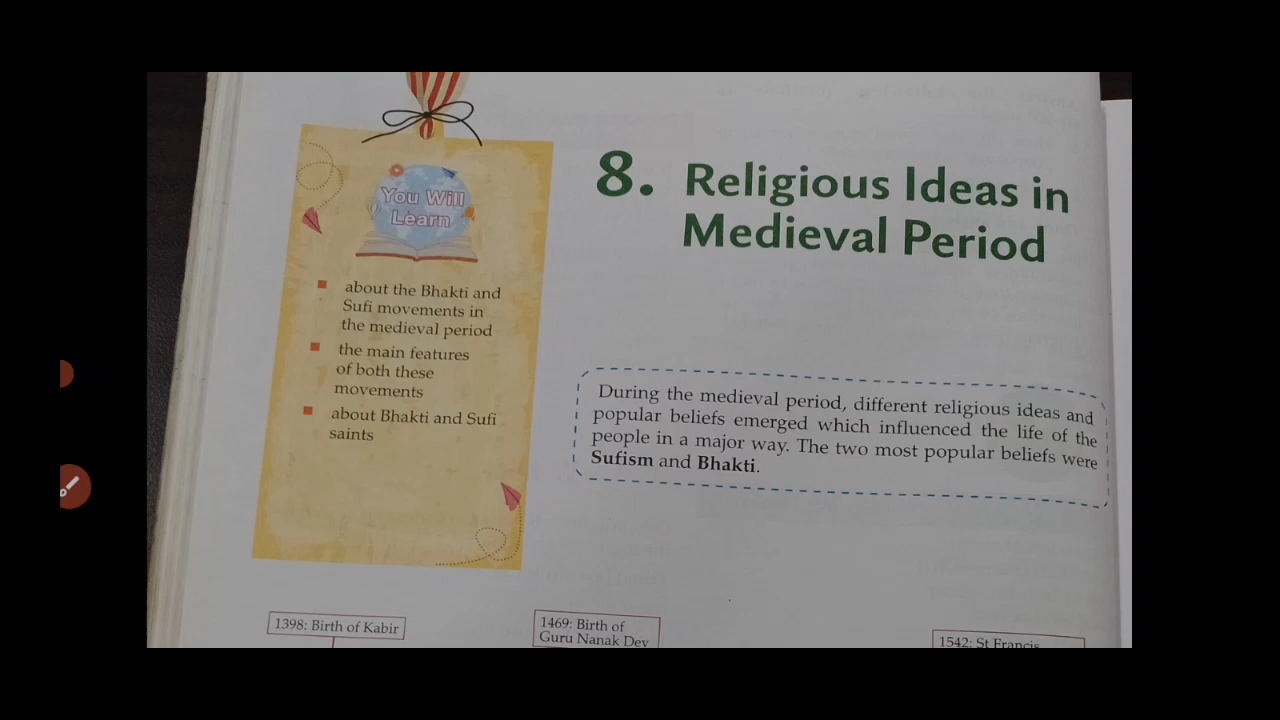 You Will
Learn
about the Bhakti and
Sufi movements in
the medieval period
the main features
of both these
movements
about Bhakti and Sufi
saints
8. Religious Ideas in
Medieval Period
During the medieval period, different religious ideas and
popular beliefs emerged which influenced the life of the
people in a major way. The two most popular beliefs were
Sufism and Bhakti.
1398: Birth of Kabir
1469: Birth of
Guru Nanak Dev
1542: St Francis